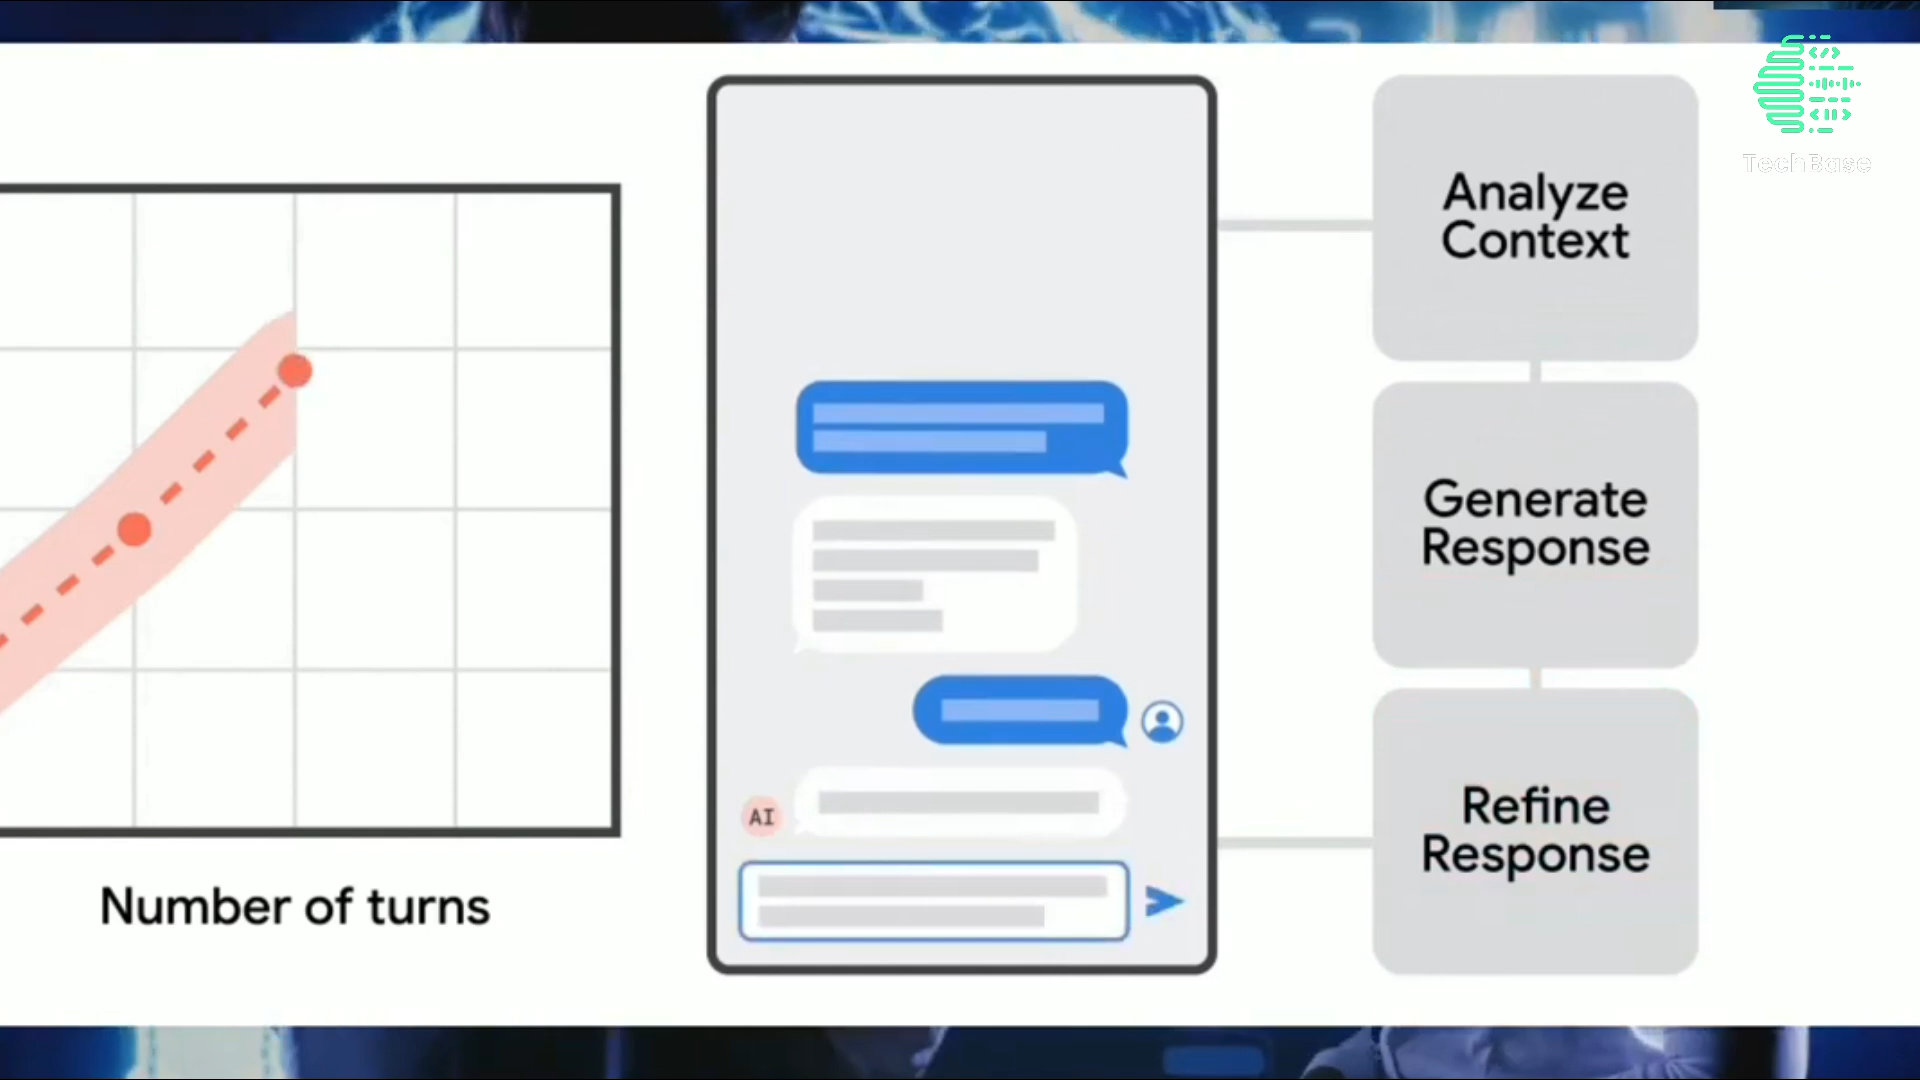 TechBase
Analyze
Context
Generate
Response
Refine
Response
AI
Number of turns